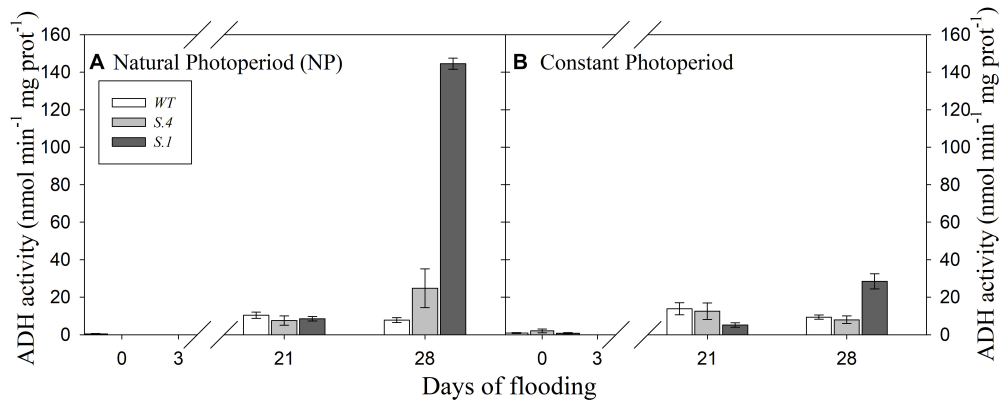 A Natural Photoperiod (NP)
B Constant Photoperiod
WT
S.4
S.1
ADH activity (nmol min⁻¹ mg prot⁻¹)
160
140
120
100
80
60
40
20
0
160
140
120
100
80
60
40
20
0
ADH activity (nmol min⁻¹ mg prot⁻¹)
0 3 21 28 0 3 21 28
Days of flooding